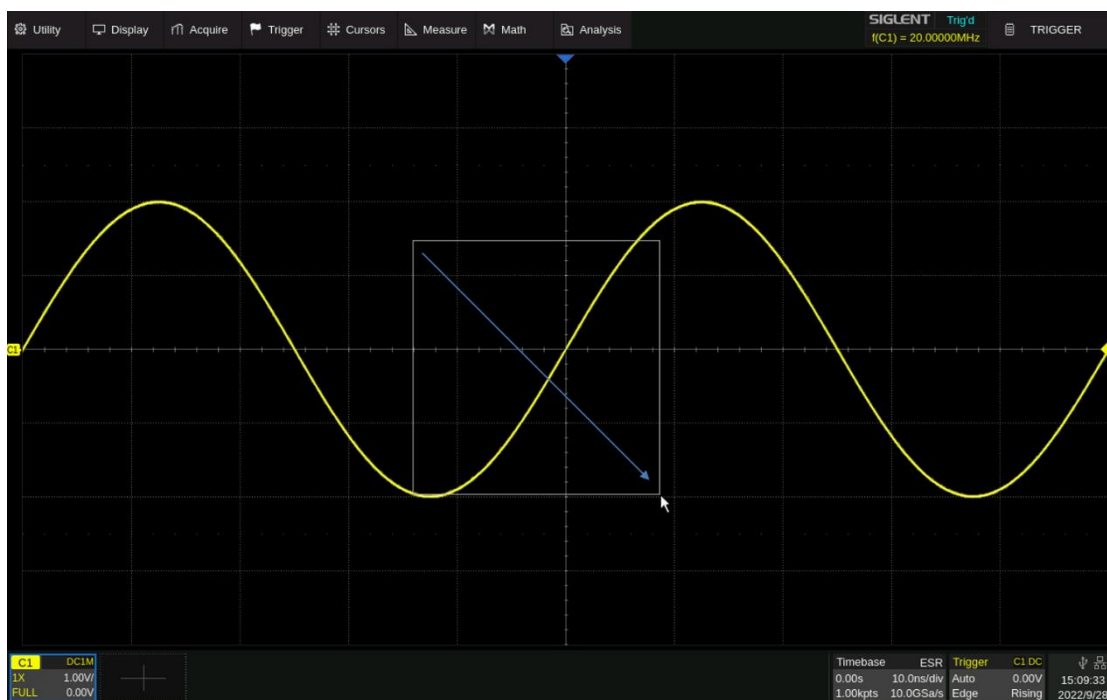 Utility Display Acquire Trigger Cursors Measure Math Analysis
SIGLENT Trig'd
f(C1) = 20.00000MHz
TRIGGER
C1
C1 DC1M
1X 1.00V/
FULL 0.00V
Timebase ESR
0.00s 10.0ns/div
1.00kpts 10.0GSa/s
Trigger C1 DC
Auto 0.00V
Edge Rising
15:09:33
2022/9/28